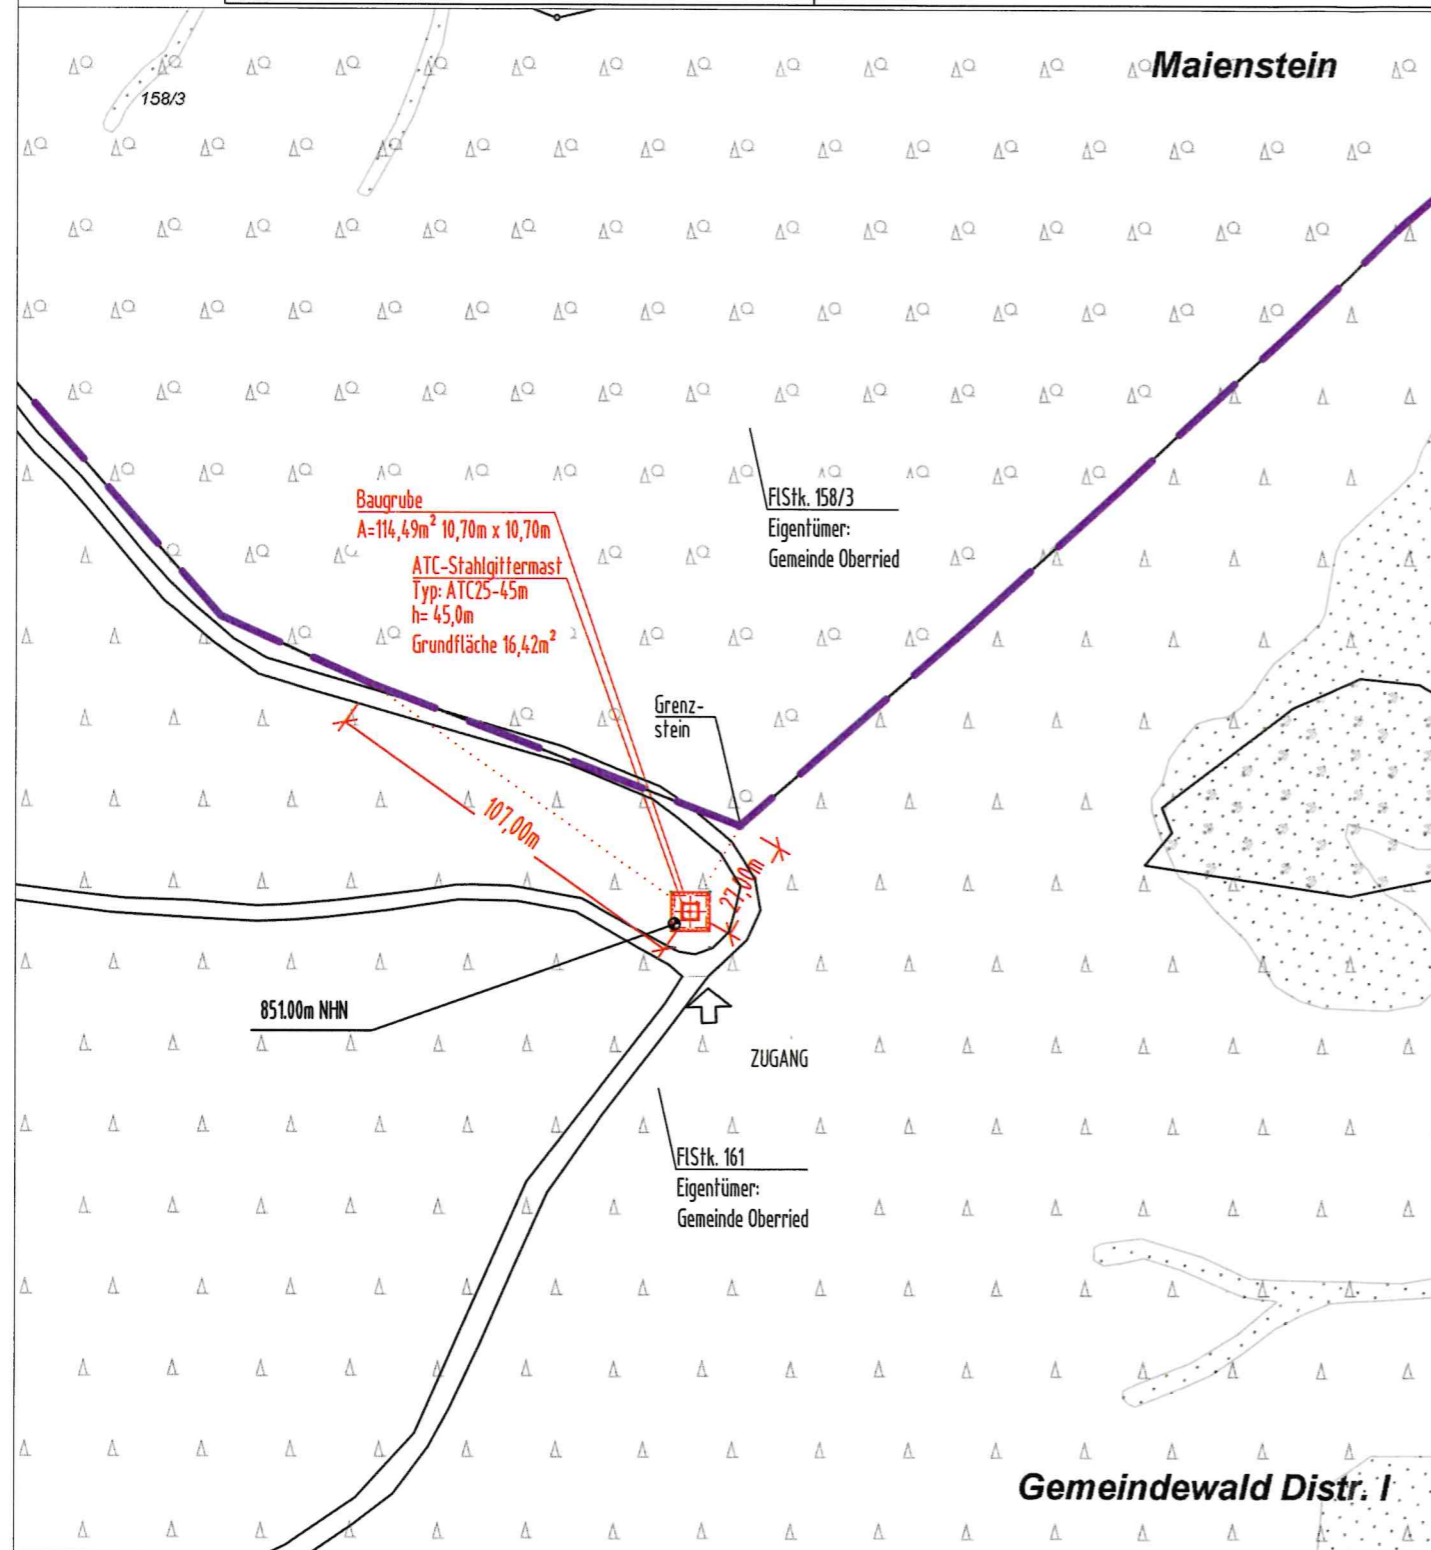 Maienstein
158/3
Baugrube
A=114,49m² 10,70m x 10,70m
ATC-Stahlgittermast
Typ: ATC25-45m
h= 45,0m
Grundfläche 16,42m²
FlStk. 158/3
Eigentümer:
Gemeinde Oberried
Grenz-
stein
107,00m
27,00m
851.00m NHN
ZUGANG
FlStk. 161
Eigentümer:
Gemeinde Oberried
Gemeindewald Distr. I